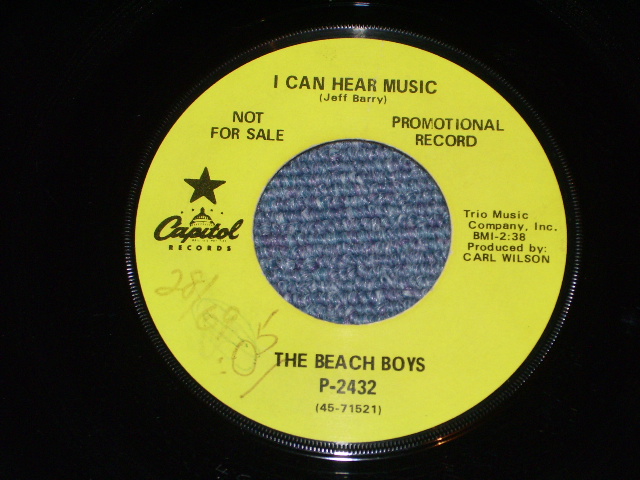 I CAN HEAR MUSIC
(Jeff Barry)
NOT
FOR SALE
PROMOTIONAL
RECORD
Capitol
RECORDS
Trio Music
Company, Inc.
BMI-2:38
Produced by:
CARL WILSON
THE BEACH BOYS
P-2432
(45-71521)